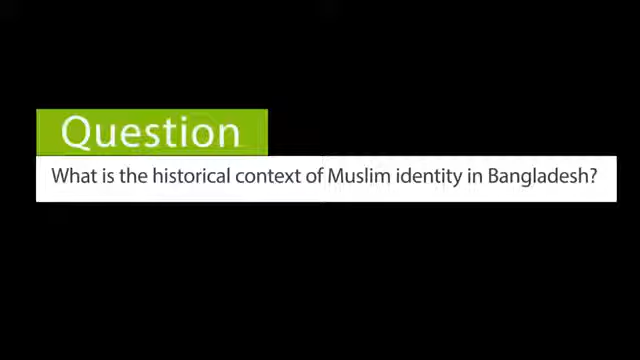 Question
What is the historical context of Muslim identity in Bangladesh?